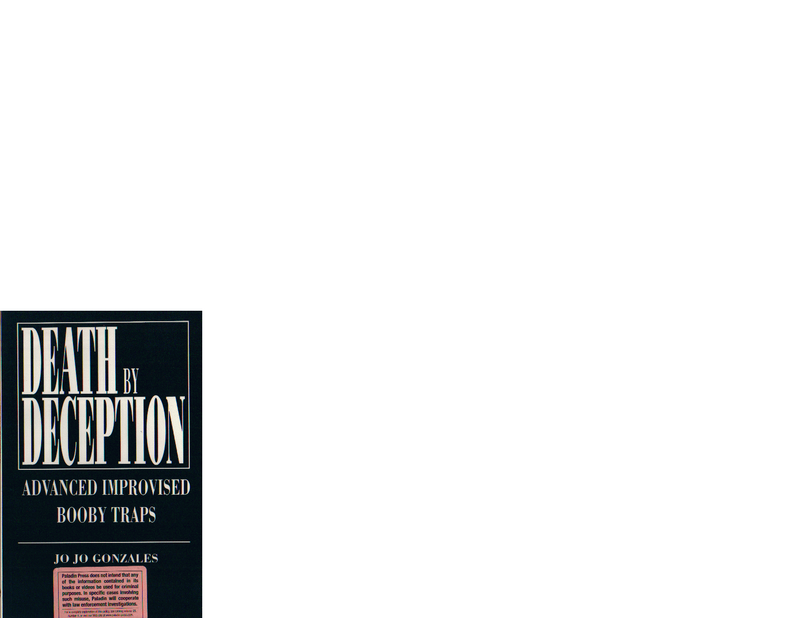 DEATH BY
DECEPTION
ADVANCED IMPROVISED
BOOBY TRAPS
JO JO GONZALES
Paladin Press does not intend that any
of the information contained in its
books or videos be used for criminal
purposes. In specific cases involving
such misuse, Paladin will cooperate
with law enforcement investigations.